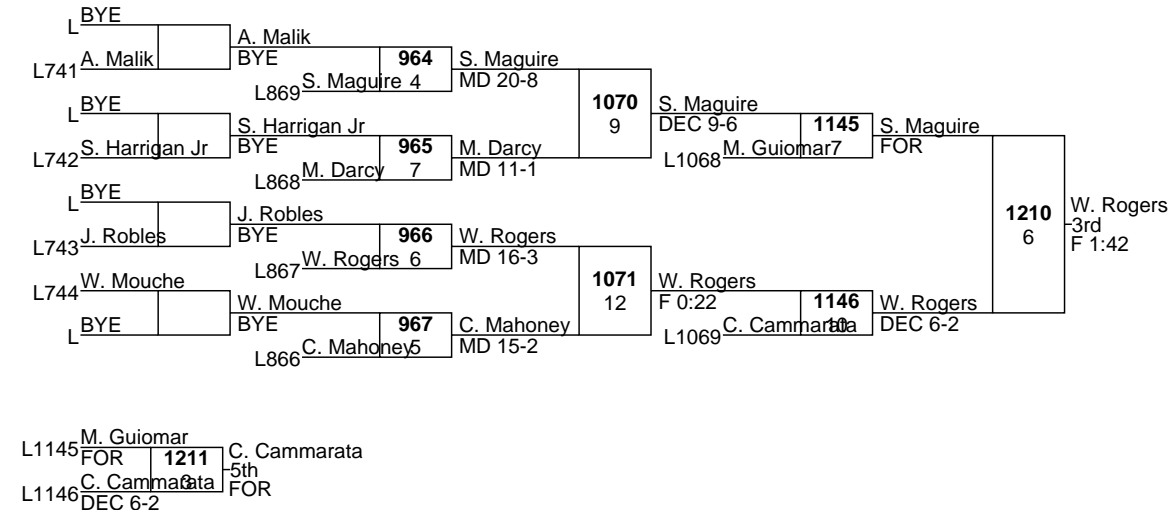 L BYE
L741 A. Malik
A. Malik
BYE
L869 S. Maguire
964
4
S. Maguire
MD 20-8
L BYE
L742 S. Harrigan Jr
S. Harrigan Jr
BYE
L868 M. Darcy
965
7
M. Darcy
MD 11-1
1070
9
S. Maguire
DEC 9-6
L1068 M. Guiomar
1145
7
S. Maguire
FOR
L BYE
L743 J. Robles
J. Robles
BYE
L867 W. Rogers
966
6
W. Rogers
MD 16-3
L744 W. Mouche
L BYE
W. Mouche
BYE
L866 C. Mahoney
967
5
C. Mahoney
MD 15-2
1071
12
W. Rogers
F 0:22
L1069 C. Cammarata
1146
10
W. Rogers
DEC 6-2
1210
6
W. Rogers
3rd
F 1:42
L1145 M. Guiomar
FOR
L1146 C. Cammarata
DEC 6-2
1211
3
C. Cammarata
5th
FOR